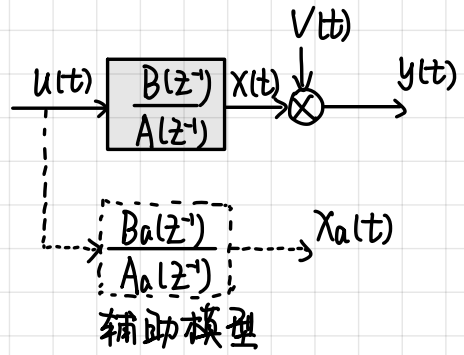 V(t)
u(t)
B(z⁻¹)
A(z⁻¹)
x(t)
y(t)
Ba(z⁻¹)
Aa(z⁻¹)
Xa(t)
辅助模型